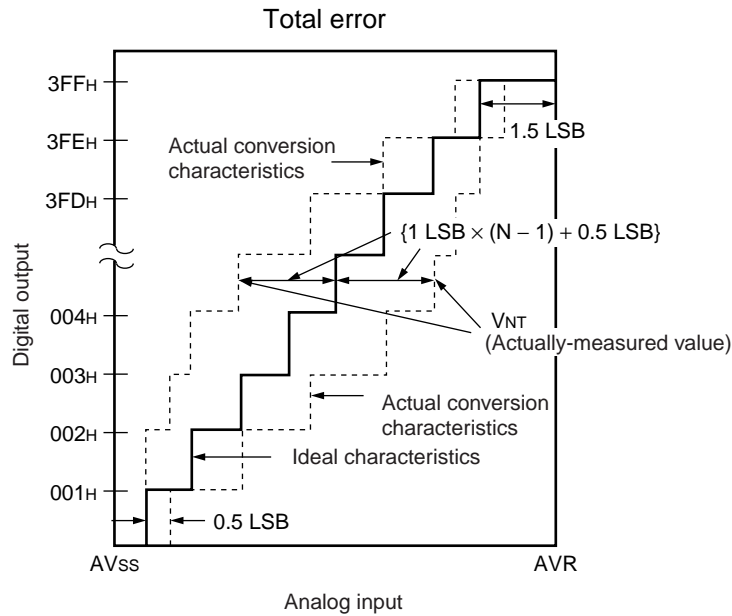 Total error
3FFH
3FEH
3FDH
004H
003H
002H
001H
Digital output
Actual conversion
characteristics
1.5 LSB
{1 LSB × (N − 1) + 0.5 LSB}
VNT
(Actually-measured value)
Actual conversion
characteristics
Ideal characteristics
0.5 LSB
AVss
AVR
Analog input